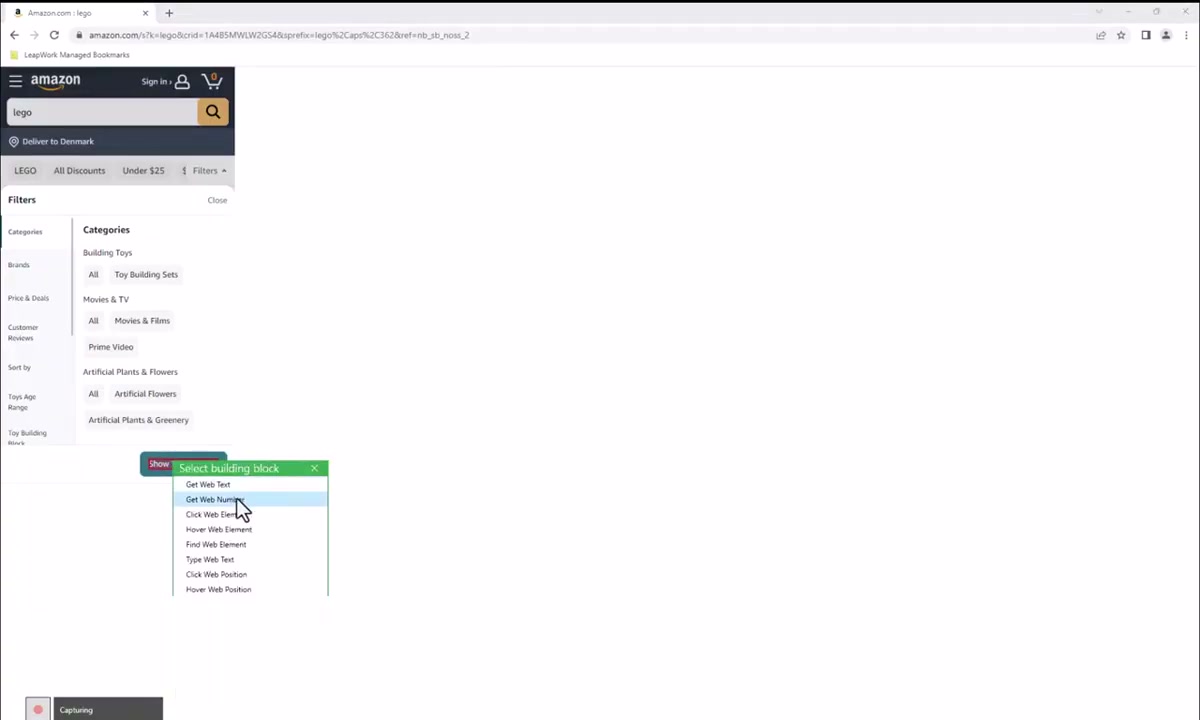 Amazon.com : lego
amazon.com/s?k=lego&crid=1A4B5MWLW2GS4&sprefix=lego%2Caps%2C362&ref=nb_sb_noss_2
LeapWork Managed Bookmarks
amazon
Sign in ›
0
lego
Deliver to Denmark
LEGO All Discounts Under $25 $ Filters
Filters Close
Categories
Brands
Price & Deals
Customer
Reviews
Sort by
Toys Age
Range
Toy Building
Block
Categories
Building Toys
All Toy Building Sets
Movies & TV
All Movies & Films
Prime Video
Artificial Plants & Flowers
All Artificial Flowers
Artificial Plants & Greenery
Show
Select building block
Get Web Text
Get Web Number
Click Web Element
Hover Web Element
Find Web Element
Type Web Text
Click Web Position
Hover Web Position
Capturing